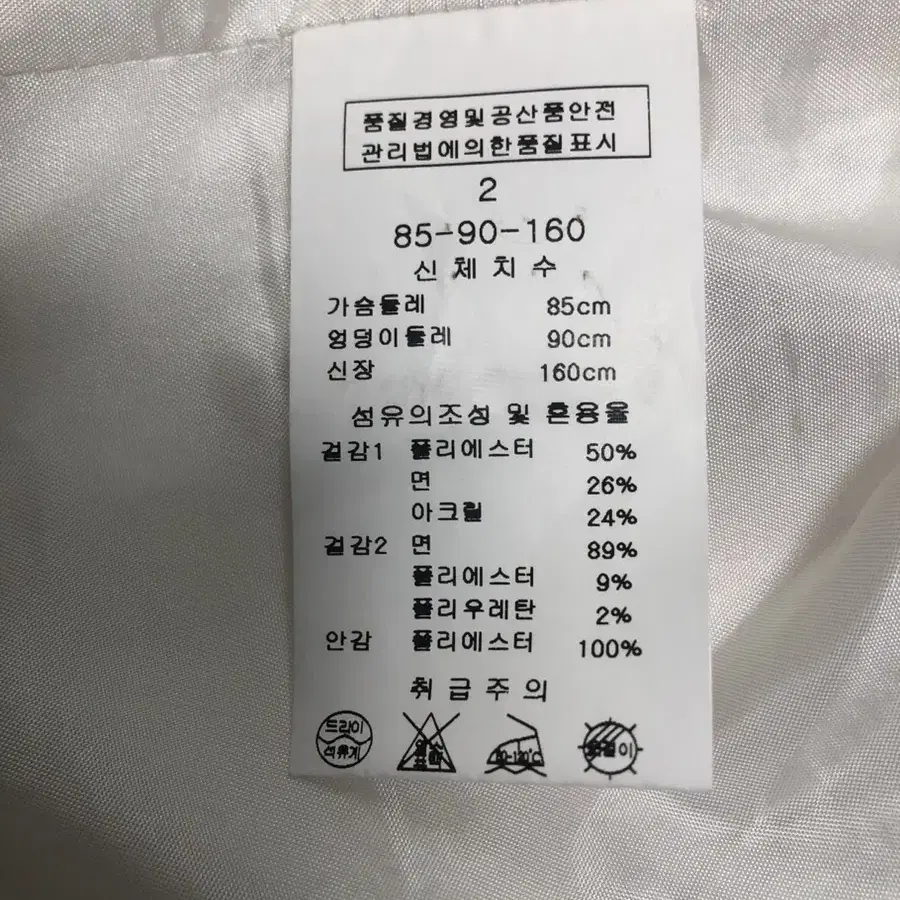 품질경영및공산품안전
관리법에의한품질표시
2
85-90-160
신체치수
가슴둘레 85cm
엉덩이둘레 90cm
신장 160cm
섬유의조성 및 혼용율
겉감1 폴리에스터 50%
면 26%
아크릴 24%
겉감2 면 89%
폴리에스터 9%
폴리우레탄 2%
안감 폴리에스터 100%
취급주의
드라이
석유계